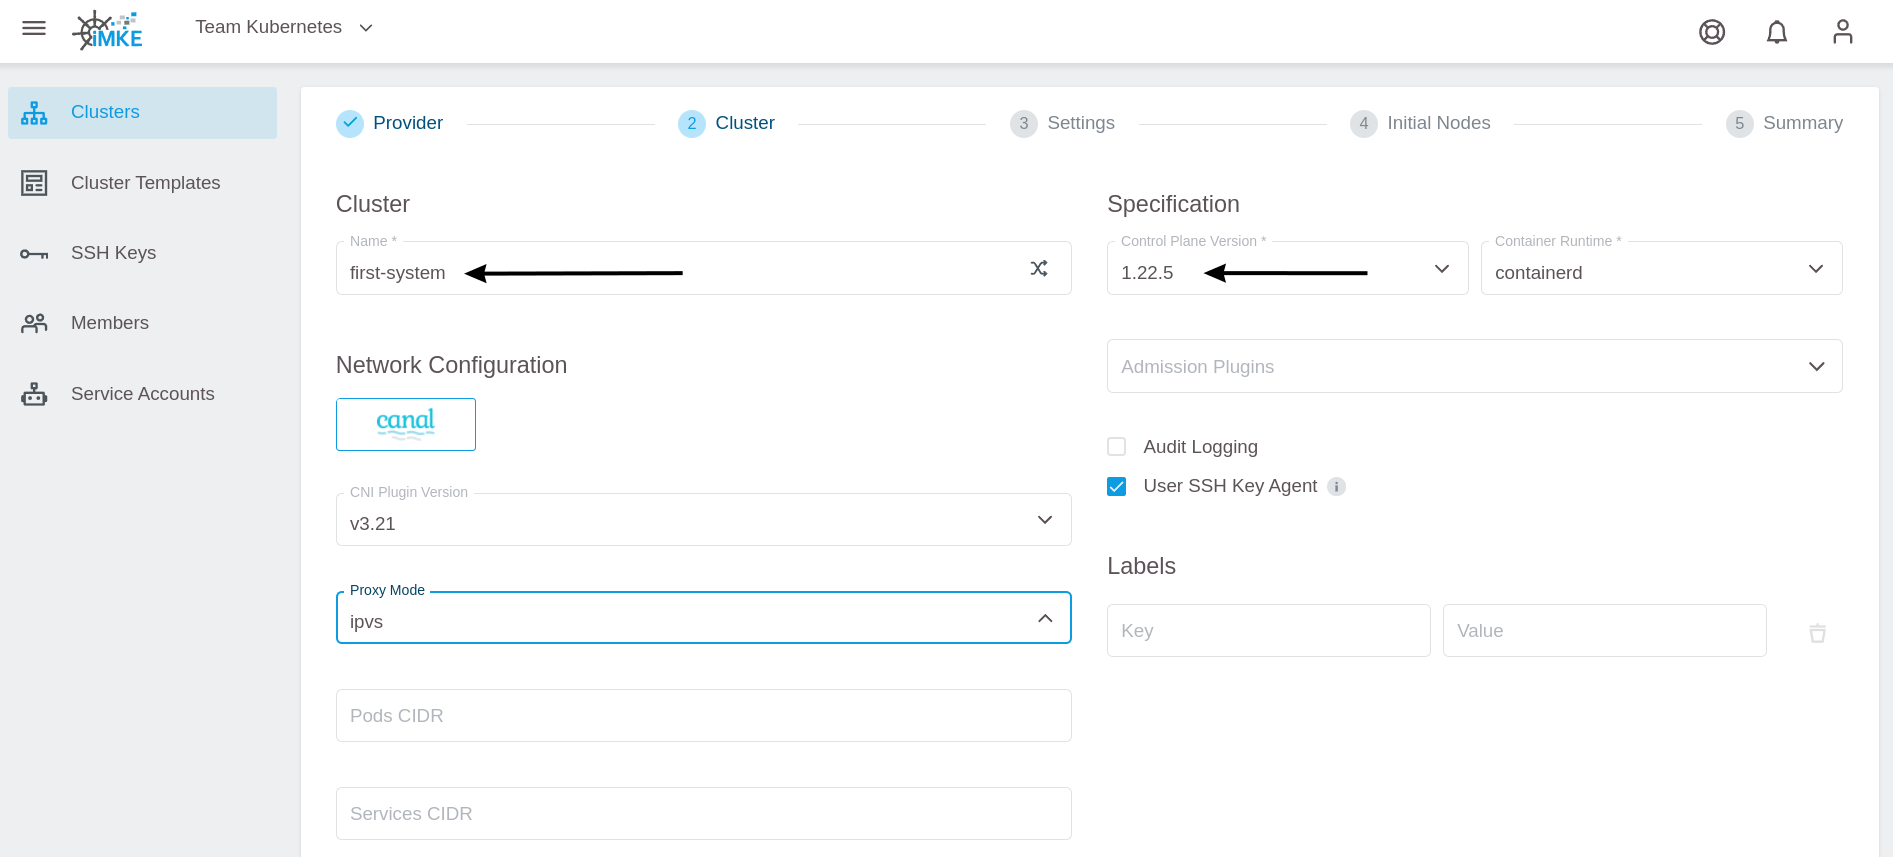 iMKE
Team Kubernetes
Clusters
Cluster Templates
SSH Keys
Members
Service Accounts
Provider
2 Cluster
3 Settings
4 Initial Nodes
5 Summary
Cluster
Name *
first-system
Network Configuration
canal
CNI Plugin Version
v3.21
Proxy Mode
ipvs
Pods CIDR
Services CIDR
Specification
Control Plane Version *
1.22.5
Container Runtime *
containerd
Admission Plugins
Audit Logging
User SSH Key Agent i
Labels
Key
Value